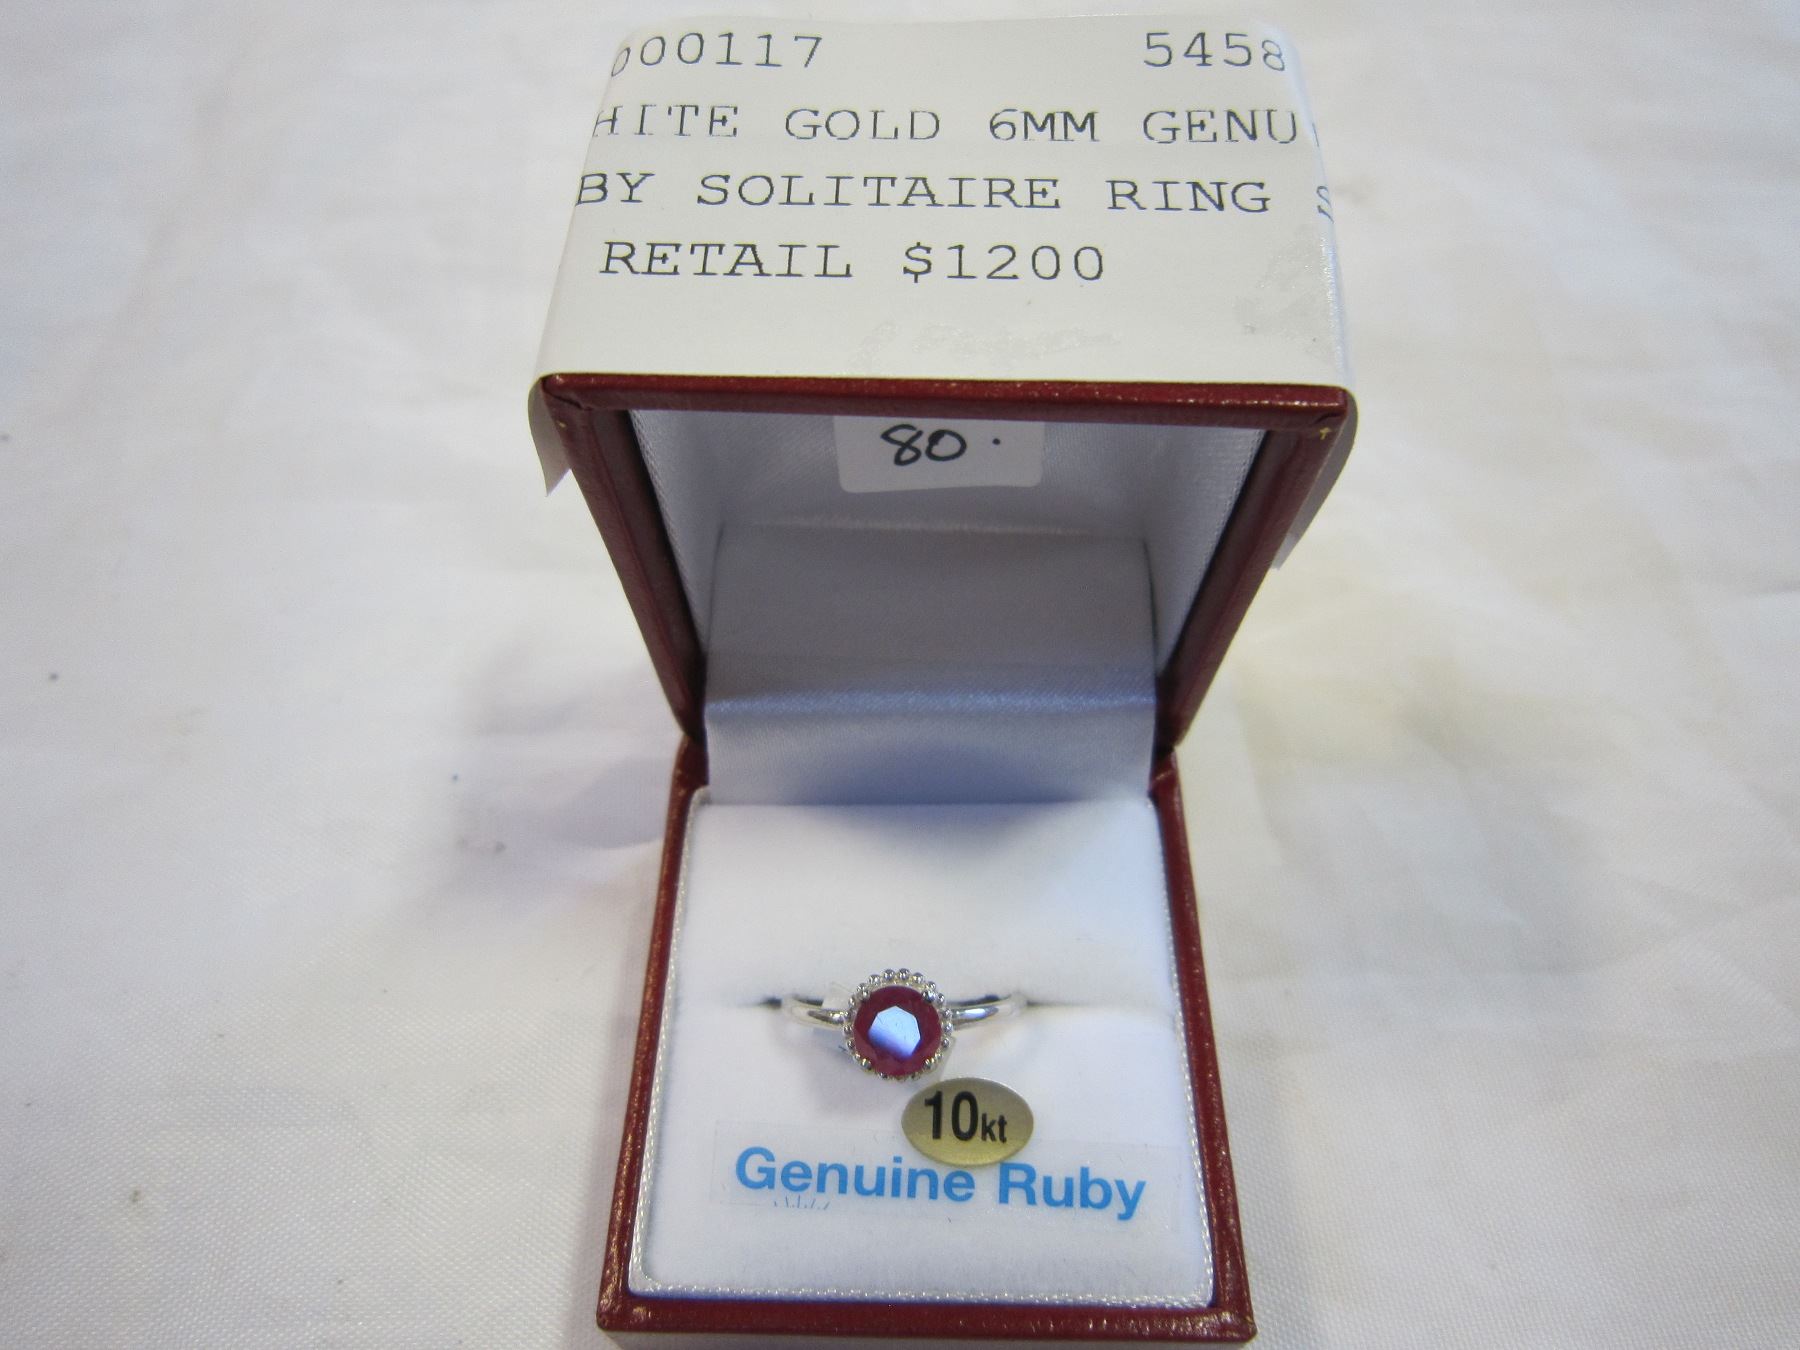 000117 5458
HITE GOLD 6MM GENU
BY SOLITAIRE RING S
RETAIL $1200
80.
10kt
Genuine Ruby